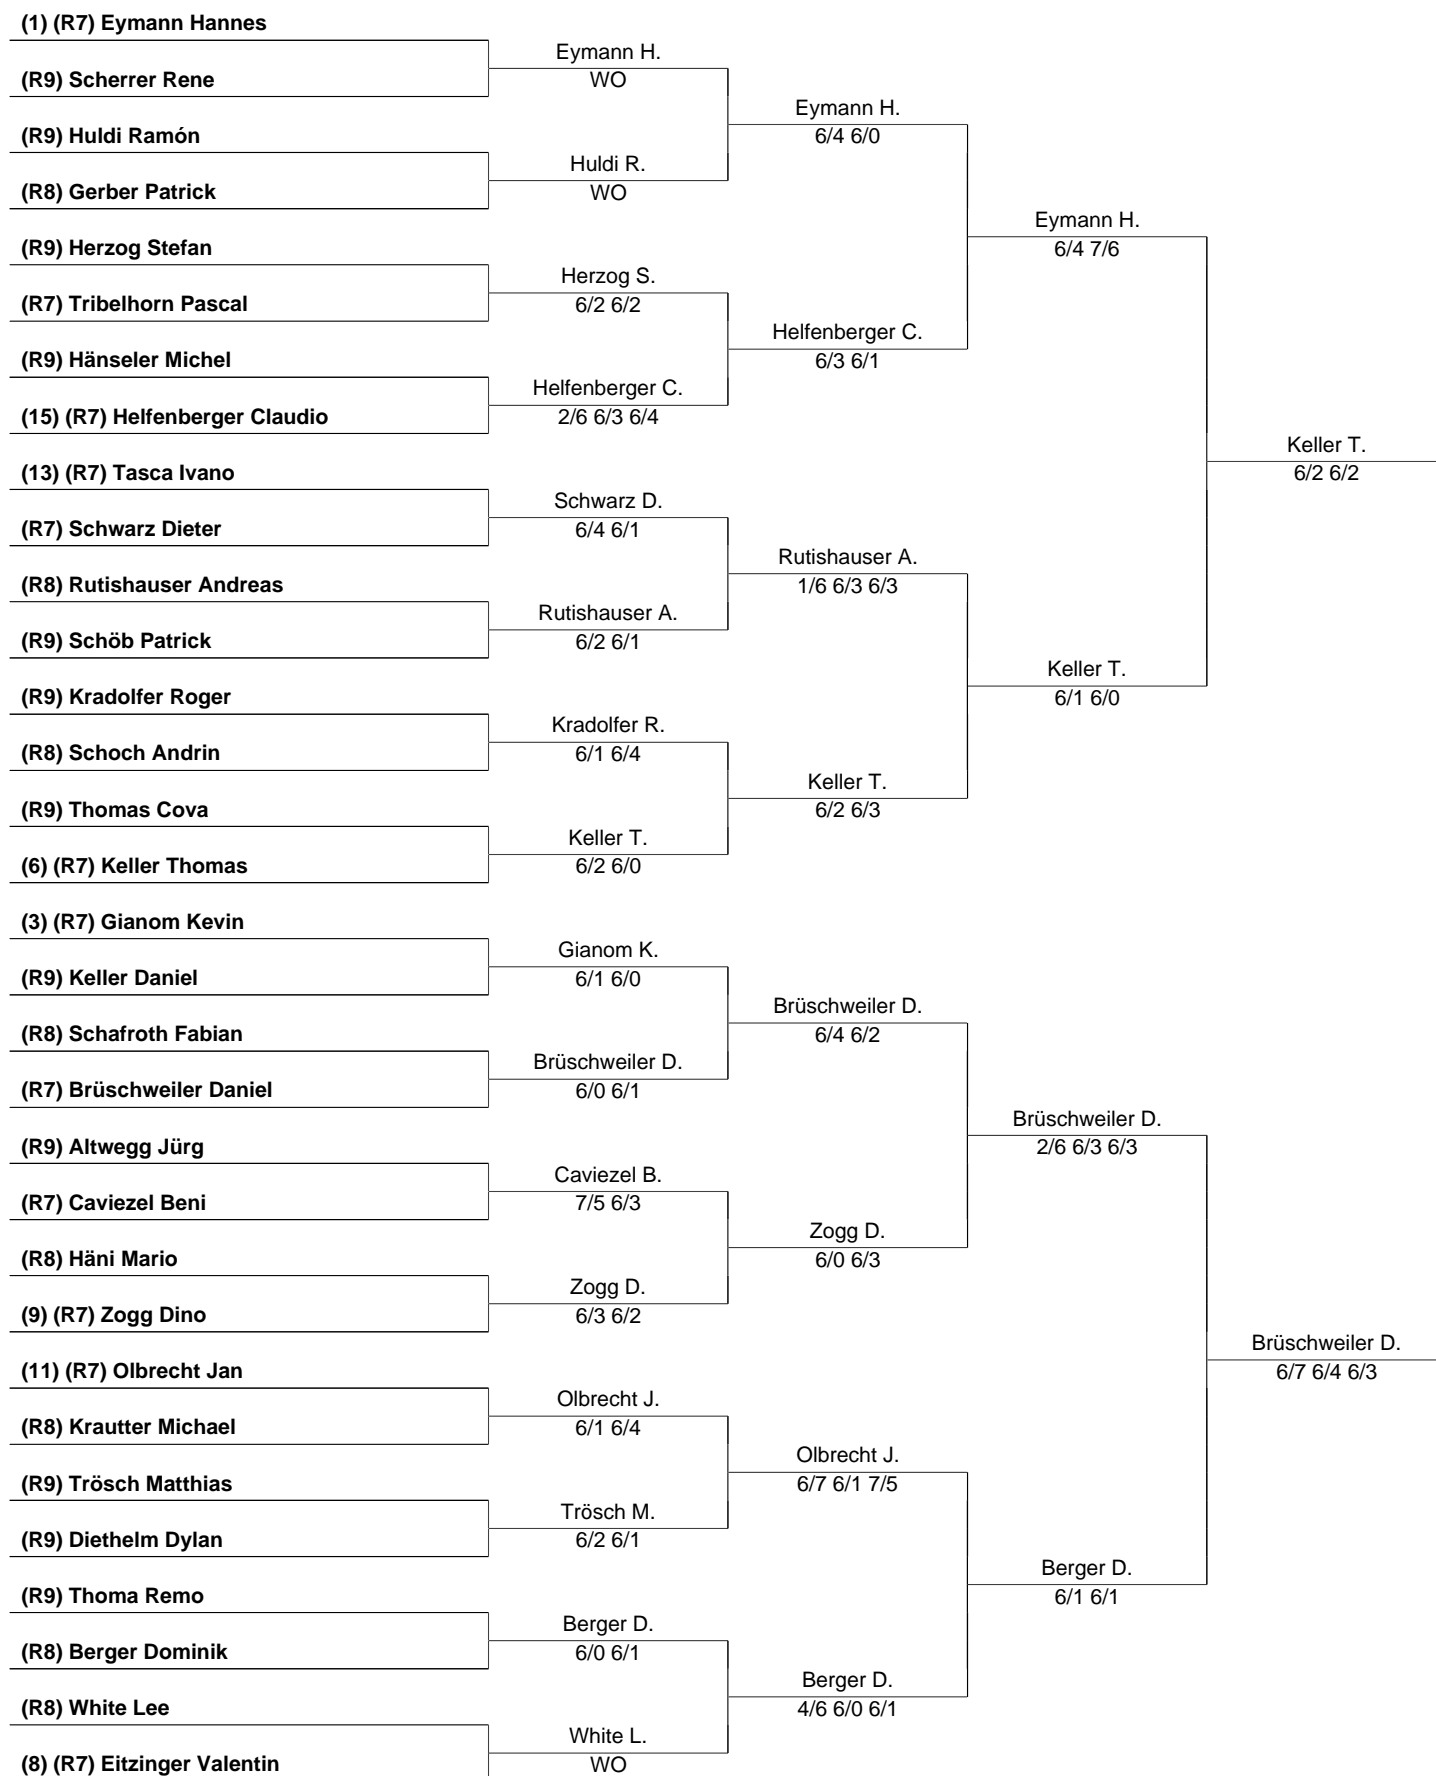 (1) (R7) Eymann Hannes
Eymann H.
(R9) Scherrer Rene
WO
Eymann H.
(R9) Huldi Ramón
6/4 6/0
Huldi R.
(R8) Gerber Patrick
WO
Eymann H.
(R9) Herzog Stefan
6/4 7/6
Herzog S.
(R7) Tribelhorn Pascal
6/2 6/2
Helfenberger C.
(R9) Hänseler Michel
6/3 6/1
Helfenberger C.
(15) (R7) Helfenberger Claudio
2/6 6/3 6/4
Keller T.
(13) (R7) Tasca Ivano
6/2 6/2
Schwarz D.
(R7) Schwarz Dieter
6/4 6/1
Rutishauser A.
(R8) Rutishauser Andreas
1/6 6/3 6/3
Rutishauser A.
(R9) Schöb Patrick
6/2 6/1
Keller T.
(R9) Kradolfer Roger
6/1 6/0
Kradolfer R.
(R8) Schoch Andrin
6/1 6/4
Keller T.
(R9) Thomas Cova
6/2 6/3
Keller T.
(6) (R7) Keller Thomas
6/2 6/0
(3) (R7) Gianom Kevin
Gianom K.
(R9) Keller Daniel
6/1 6/0
Brüschweiler D.
(R8) Schafroth Fabian
6/4 6/2
Brüschweiler D.
(R7) Brüschweiler Daniel
6/0 6/1
Brüschweiler D.
(R9) Altwegg Jürg
2/6 6/3 6/3
Caviezel B.
(R7) Caviezel Beni
7/5 6/3
Zogg D.
(R8) Häni Mario
6/0 6/3
Zogg D.
(9) (R7) Zogg Dino
6/3 6/2
Brüschweiler D.
(11) (R7) Olbrecht Jan
6/7 6/4 6/3
Olbrecht J.
(R8) Krautter Michael
6/1 6/4
Olbrecht J.
(R9) Trösch Matthias
6/7 6/1 7/5
Trösch M.
(R9) Diethelm Dylan
6/2 6/1
Berger D.
(R9) Thoma Remo
6/1 6/1
Berger D.
(R8) Berger Dominik
6/0 6/1
Berger D.
(R8) White Lee
4/6 6/0 6/1
White L.
(8) (R7) Eitzinger Valentin
WO